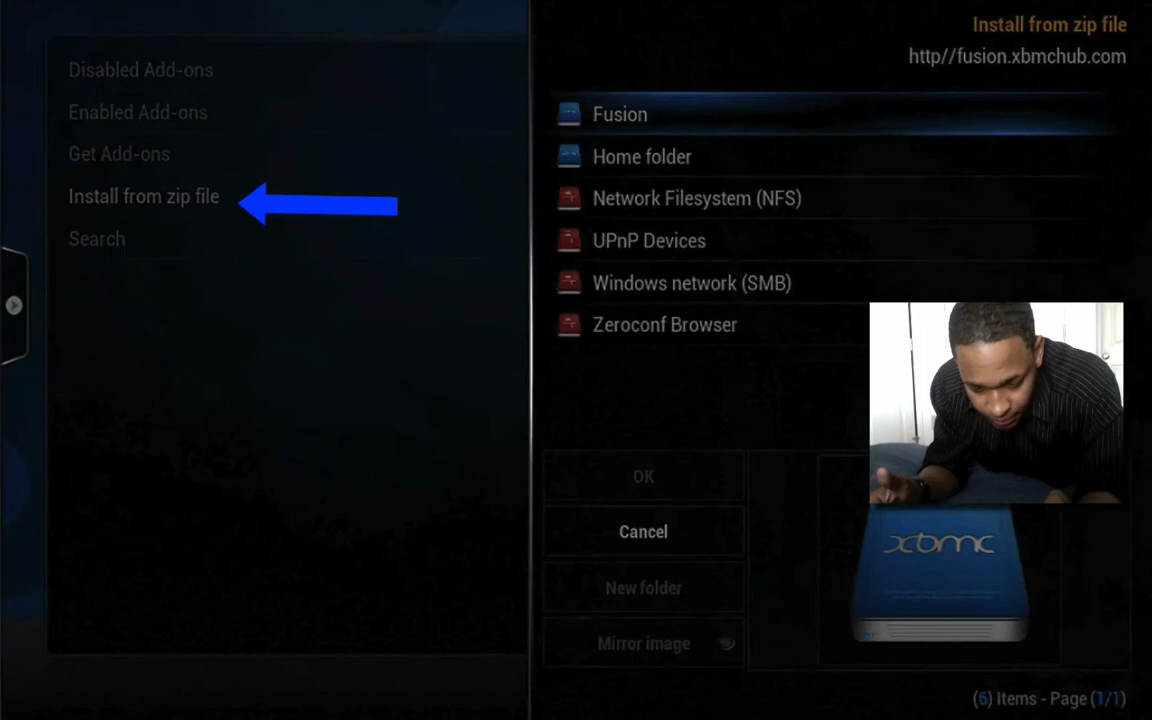 Disabled Add-ons
Enabled Add-ons
Get Add-ons
Install from zip file
Search
Install from zip file
http//fusion.xbmchub.com
Fusion
Home folder
Network Filesystem (NFS)
UPnP Devices
Windows network (SMB)
Zeroconf Browser
OK
Cancel
New folder
Mirror image
xbmc
(6) Items - Page (1/1)